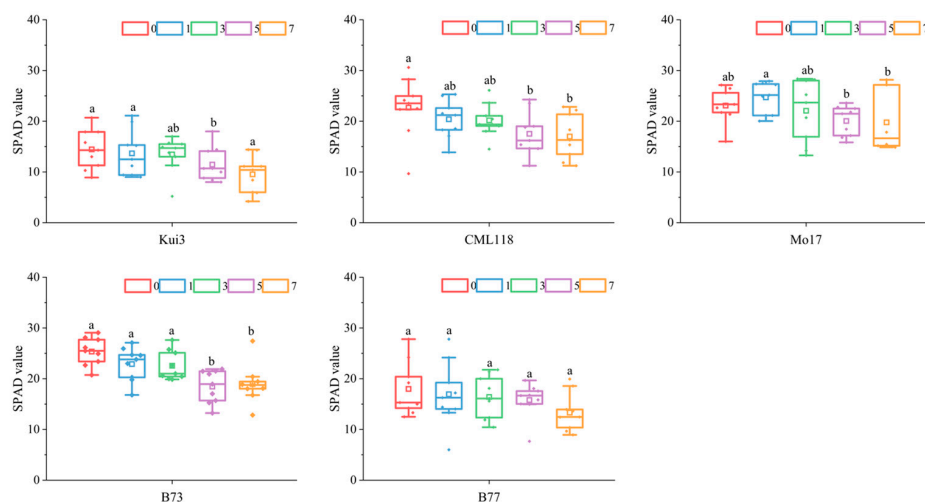 40
30
20
10
0
SPAD value
0 1 3 5 7
a a ab b a
Kui3
40
30
20
10
0
SPAD value
0 1 3 5 7
a ab ab b b
CML118
40
30
20
10
0
SPAD value
0 1 3 5 7
ab a ab b b
Mo17
40
30
20
10
0
SPAD value
0 1 3 5 7
a a a b b
B73
40
30
20
10
0
SPAD value
0 1 3 5 7
a a a a a
B77